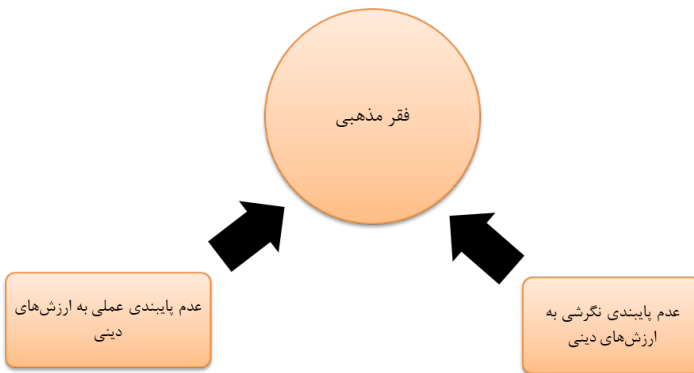 فقر مذهبی
عدم پایبندی نگرشی به
ارزش‌های دینی
عدم پایبندی عملی به ارزش‌های
دینی